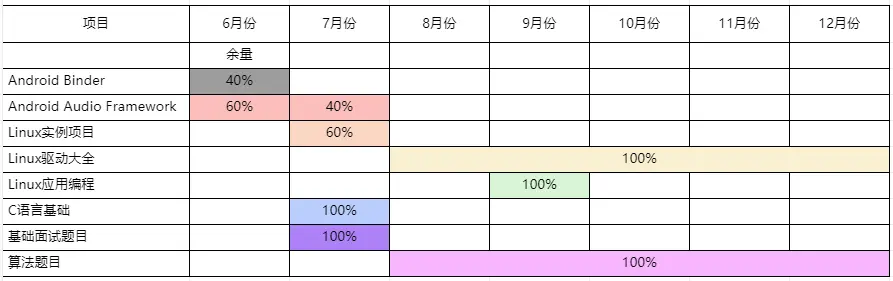 项目 6月份 7月份 8月份 9月份 10月份 11月份 12月份
余量
Android Binder 40%
Android Audio Framework 60% 40%
Linux实例项目 60%
Linux驱动大全 100%
Linux应用编程 100%
C语言基础 100%
基础面试题目 100%
算法题目 100%